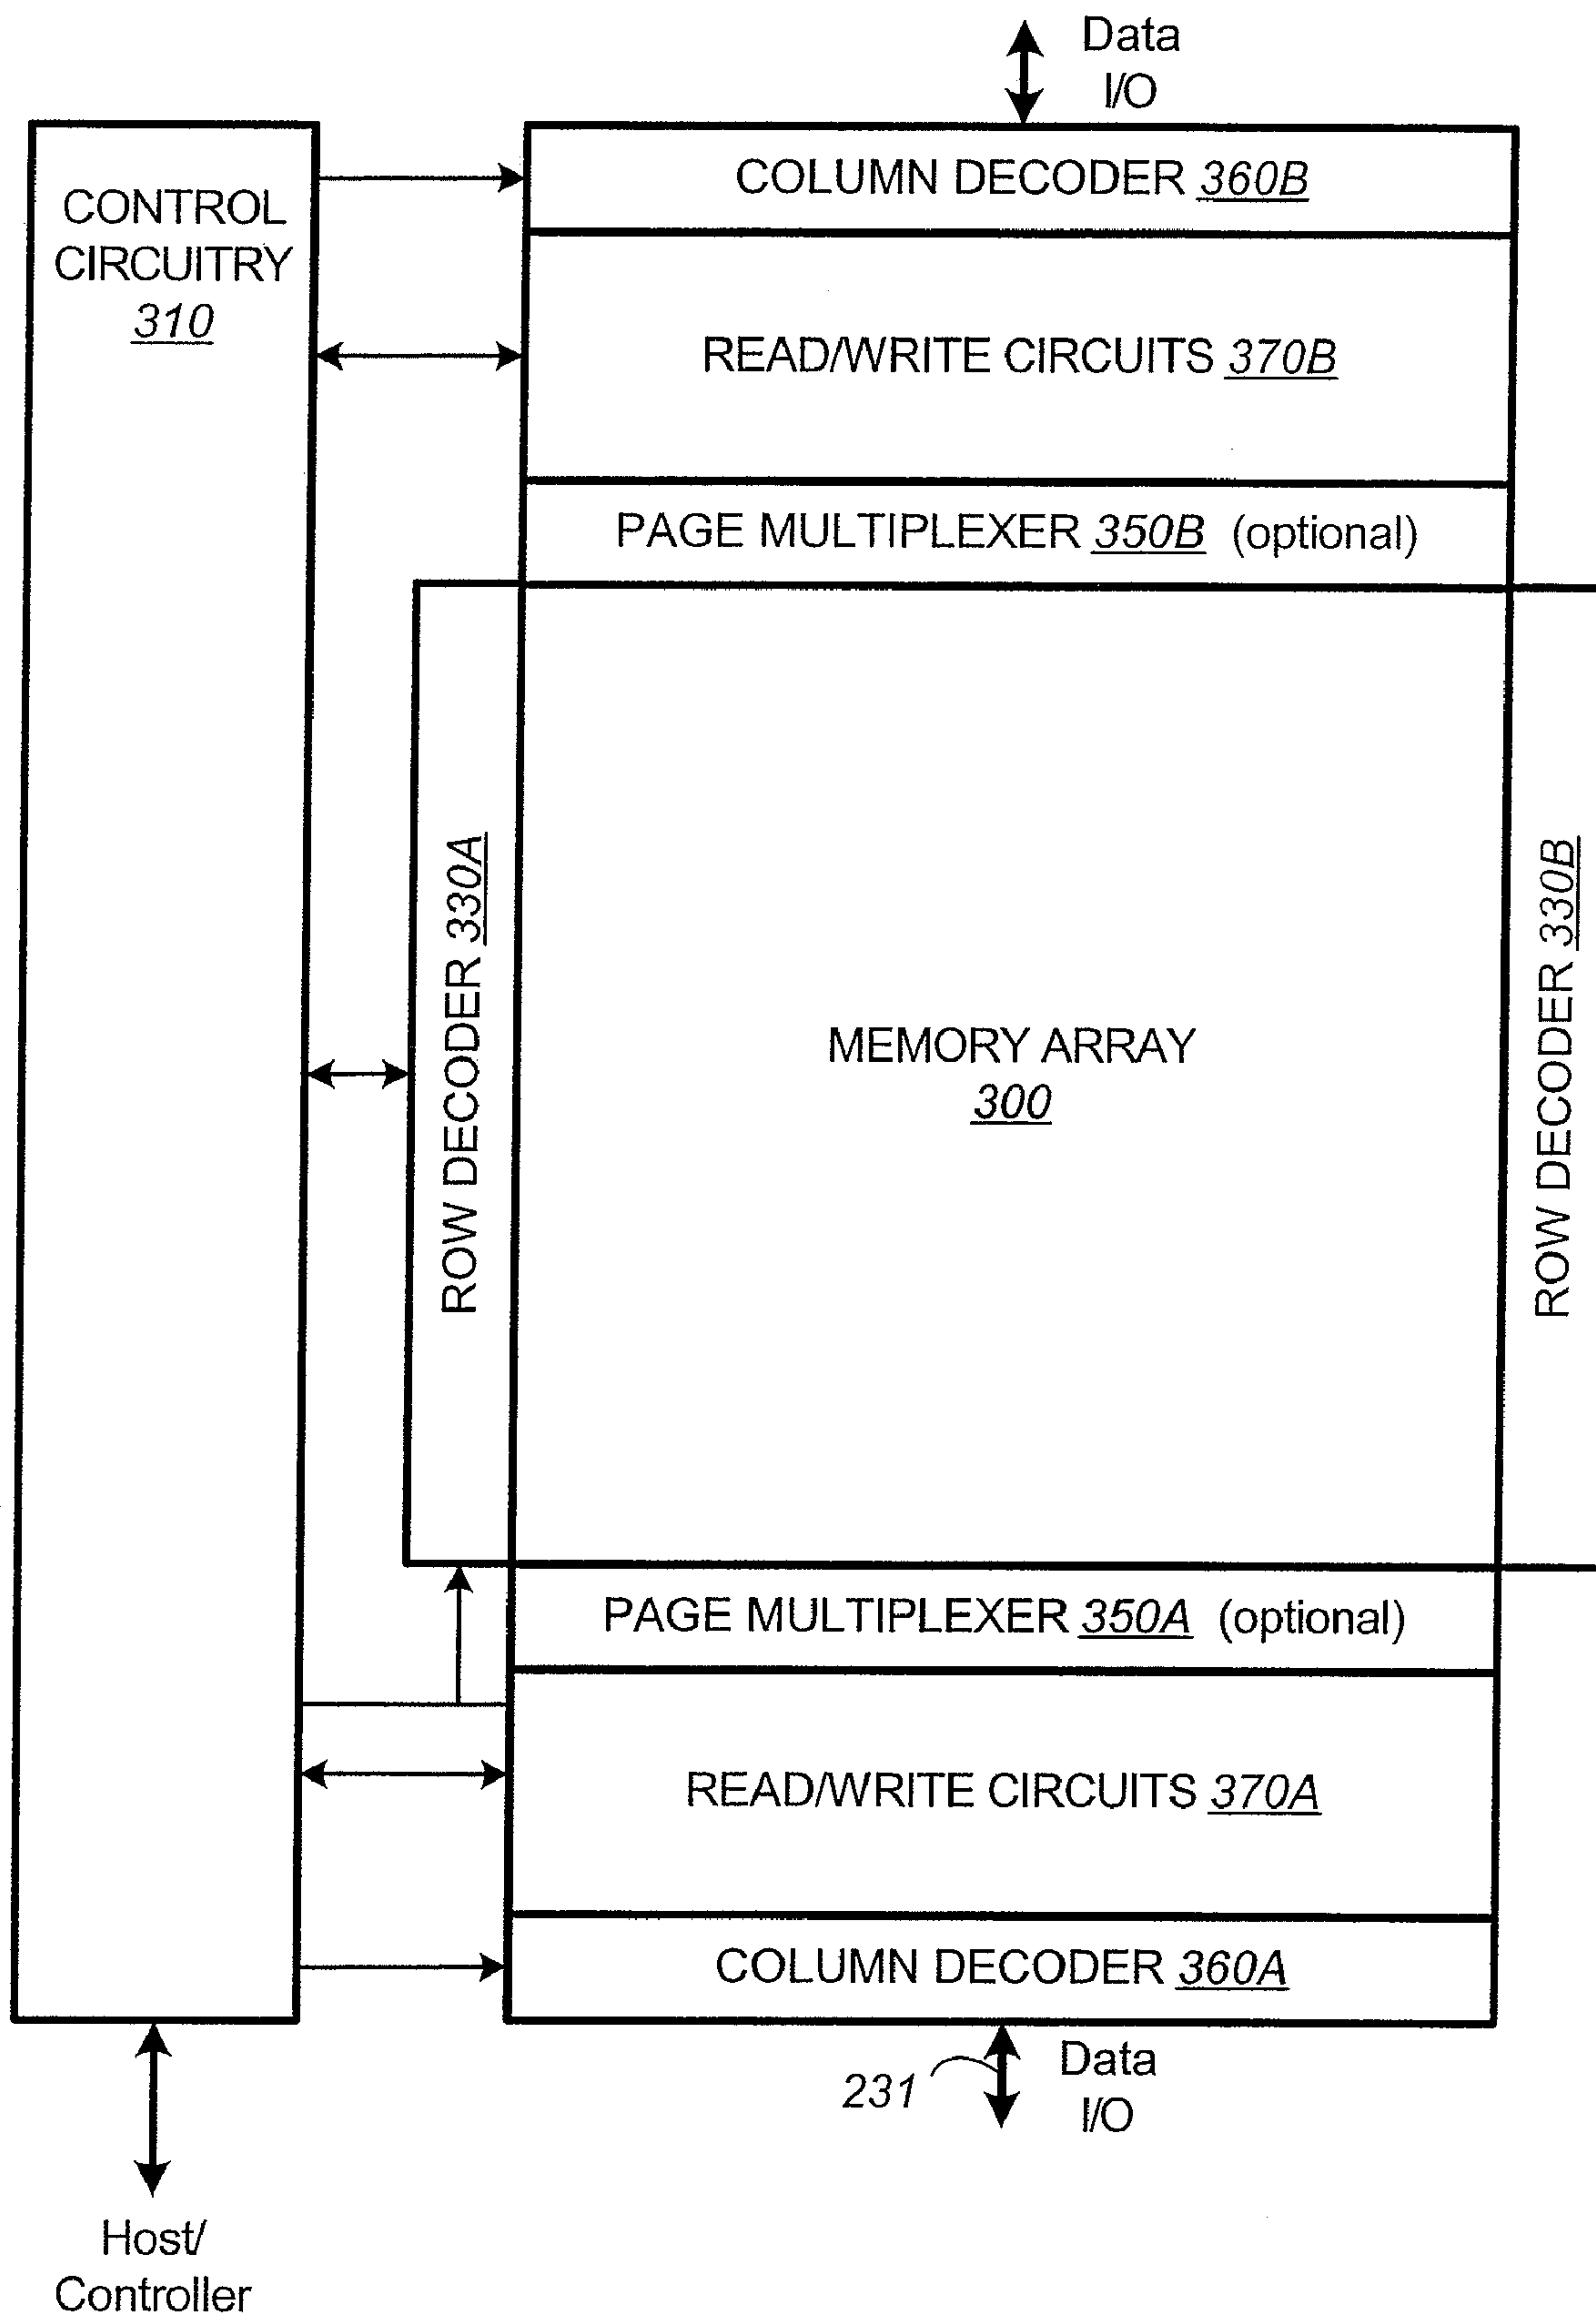 Data
I/O
COLUMN DECODER 360B
CONTROL
CIRCUITRY
310
READ/WRITE CIRCUITS 370B
PAGE MULTIPLEXER 350B (optional)
ROW DECODER 330A
MEMORY ARRAY
300
ROW DECODER 330B
PAGE MULTIPLEXER 350A (optional)
READ/WRITE CIRCUITS 370A
COLUMN DECODER 360A
231
Data
I/O
Host/
Controller